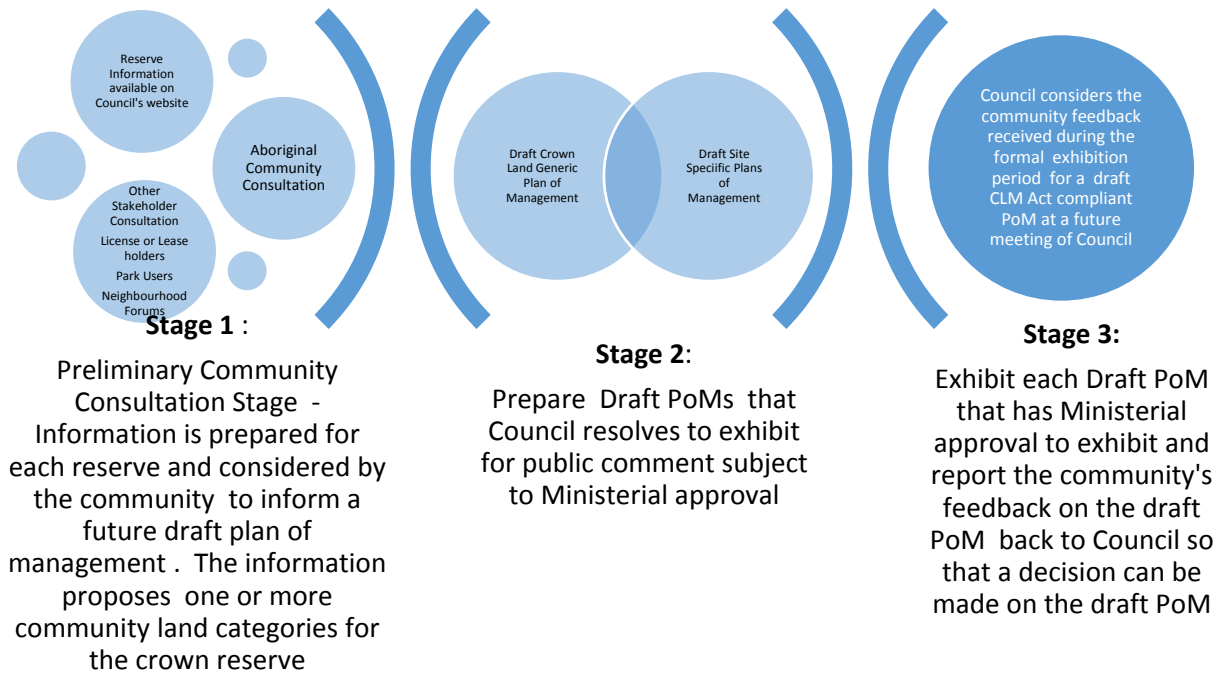 Reserve
Information
available on
Council's website
Aboriginal
Community
Consultation
Other
Stakeholder
Consultation
License or Lease
holders
Park Users
Neighbourhood
Forums
Stage 1 :
Preliminary Community
Consultation Stage -
Information is prepared for
each reserve and considered by
the community to inform a
future draft plan of
management . The information
proposes one or more
community land categories for
the crown reserve
Draft Crown
Land Generic
Plan of
Management
Draft Site
Speciific Plans
of
Management
Stage 2:
Prepare Draft PoMs that
Council resolves to exhibit
for public comment subject
to Ministerial approval
Council considers the
community feedback
received during the
formal exhibition
period for a draft
CLM Act compliant
PoM at a future
meeting of Council
Stage 3:
Exhibit each Draft PoM
that has Ministerial
approval to exhibit and
report the community's
feedback on the draft
PoM back to Council so
that a decision can be
made on the draft PoM